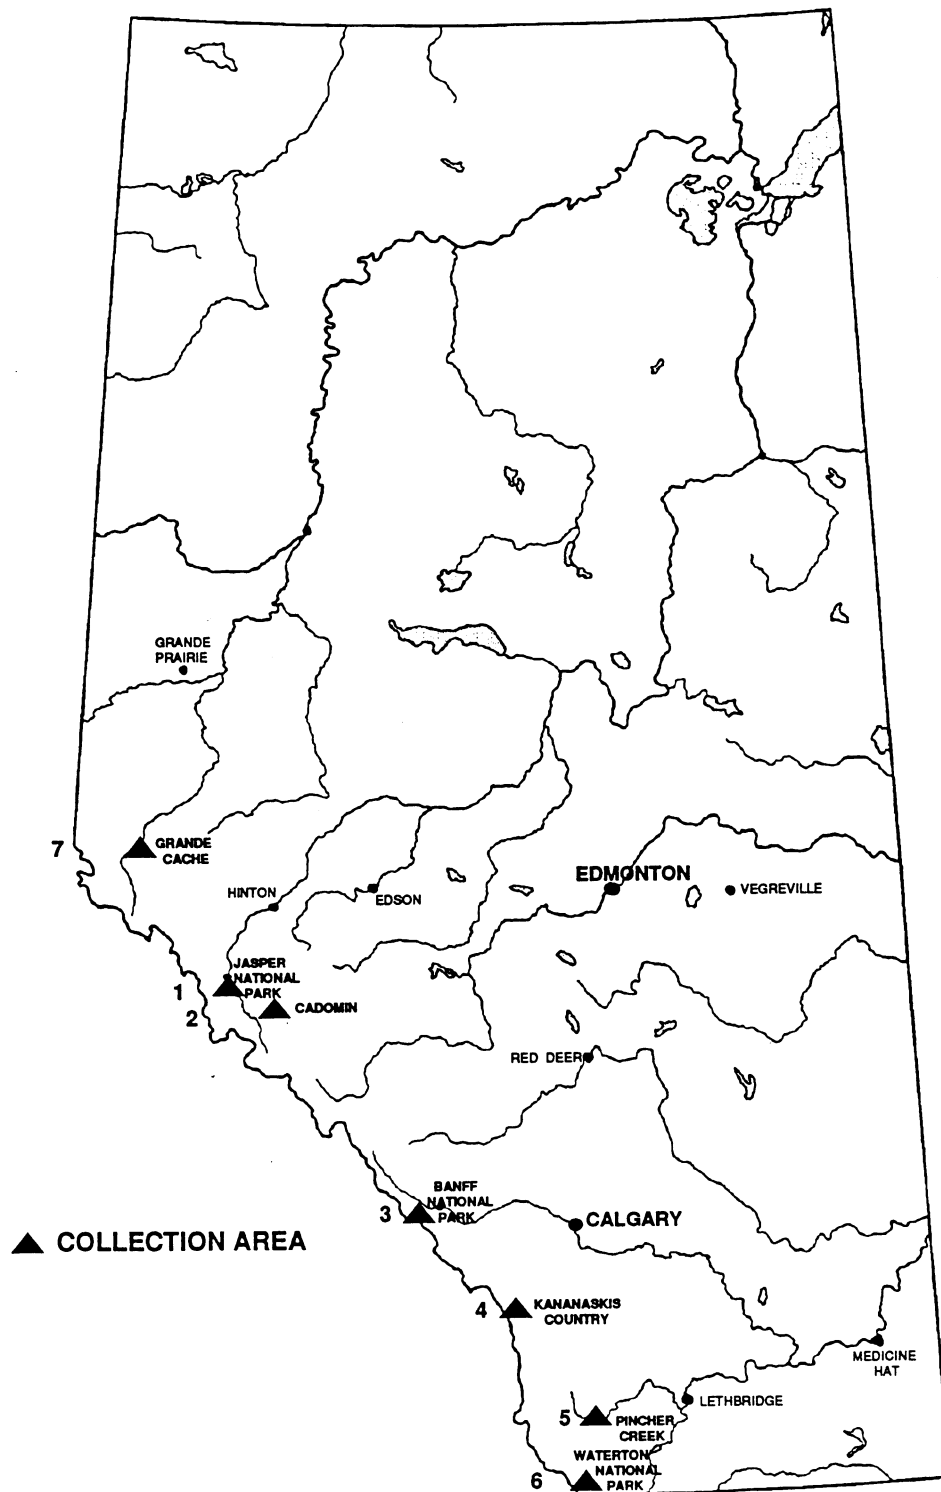 GRANDE
PRAIRIE
7
GRANDE
CACHE
HINTON
EDSON
EDMONTON
VEGREVILLE
JASPER
NATIONAL
PARK
1
2
CADOMIN
RED DEER
BANFF
NATIONAL
PARK
3
CALGARY
COLLECTION AREA
4
KANANASKIS
COUNTRY
MEDICINE
HAT
LETHBRIDGE
5
PINCHER
CREEK
WATERTON
NATIONAL
PARK
6